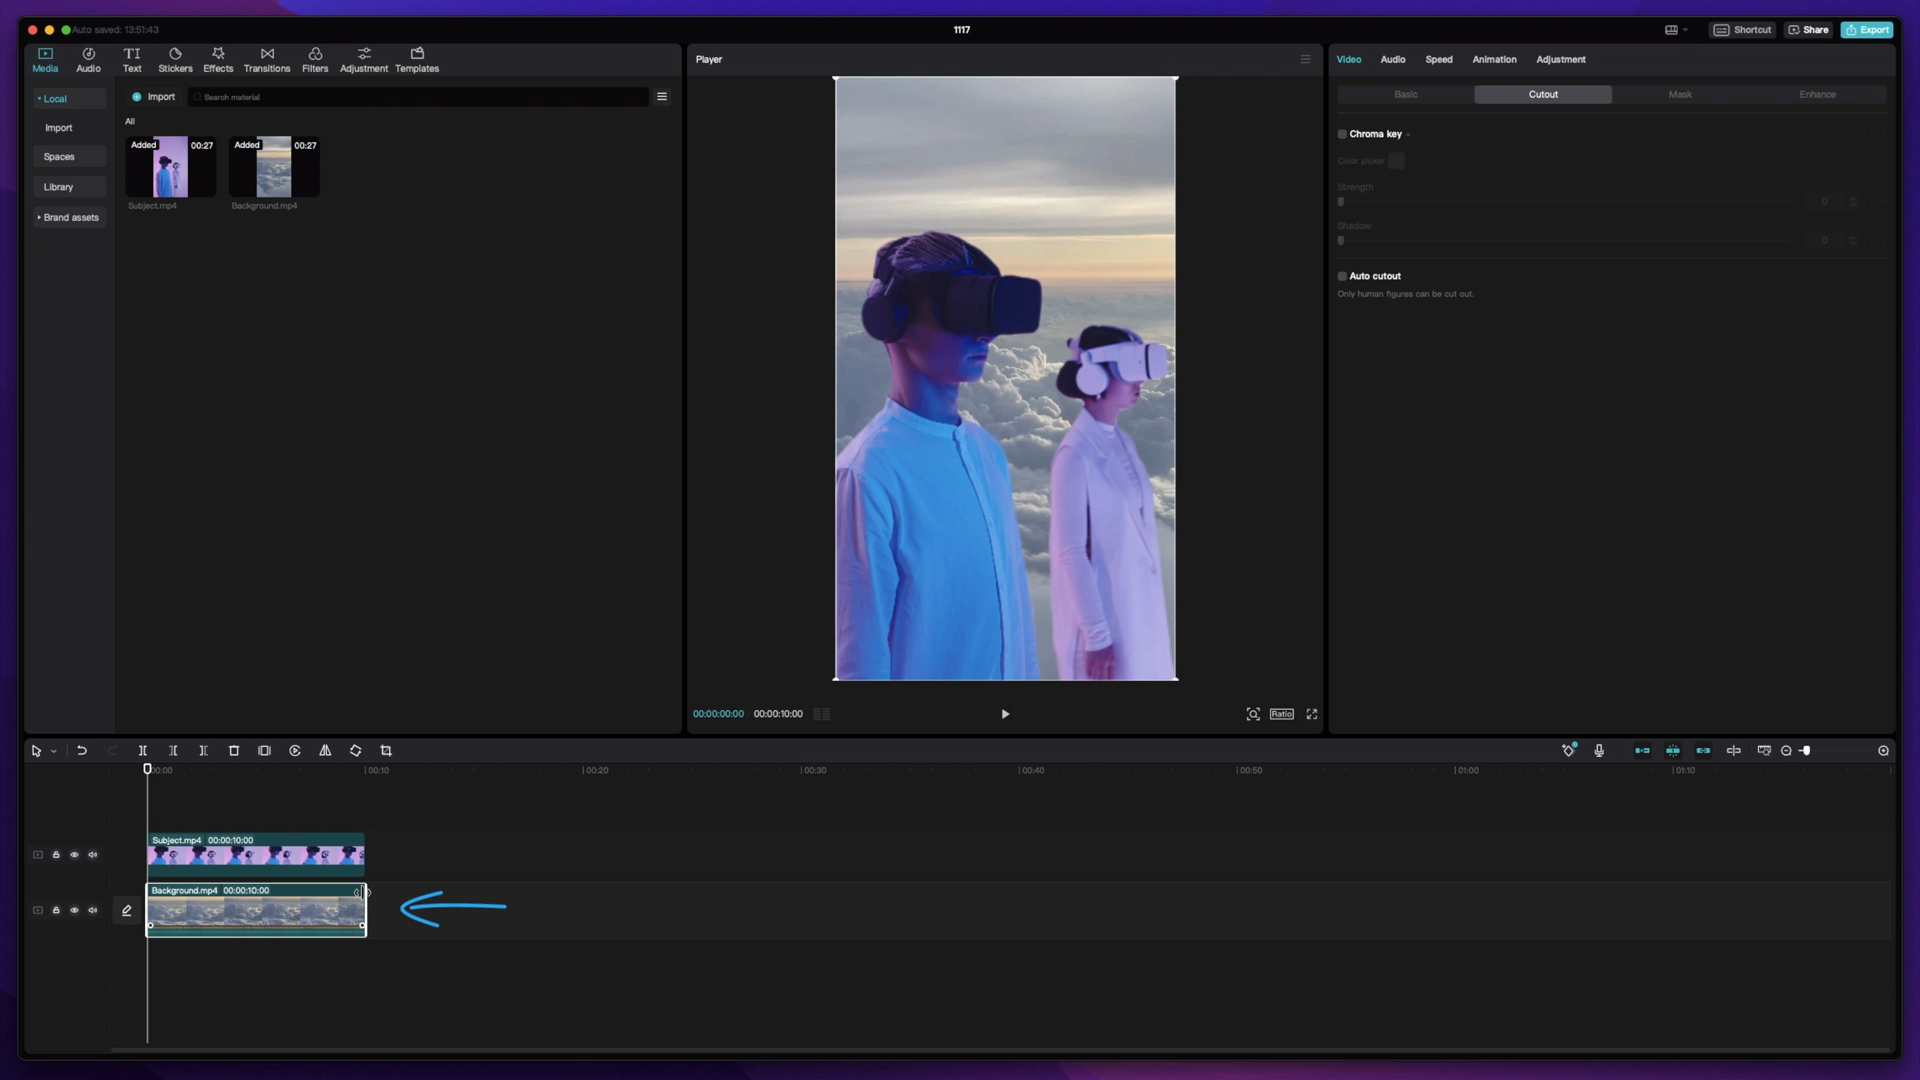 Auto saved: 13:51:43
1117
Shortcut
Share
Export
Media
Audio
Text
Stickers
Effects
Transitions
Filters
Adjustment
Templates
Local
Import
Spaces
Library
Brand assets
Import
Search material
All
Added 00:27
Subject.mp4
Added 00:27
Background.mp4
Player
00:00:00:00 00:00:10:00
Ratio
Video
Audio
Speed
Animation
Adjustment
Basic
Cutout
Mask
Enhance
Chroma key
Color picker
Strength
0
Shadow
0
Auto cutout
Only human figures can be cut out.
00:00
00:10
00:20
00:30
00:40
00:50
01:00
01:10
Subject.mp4 00:00:10:00
Background.mp4 00:00:10:00